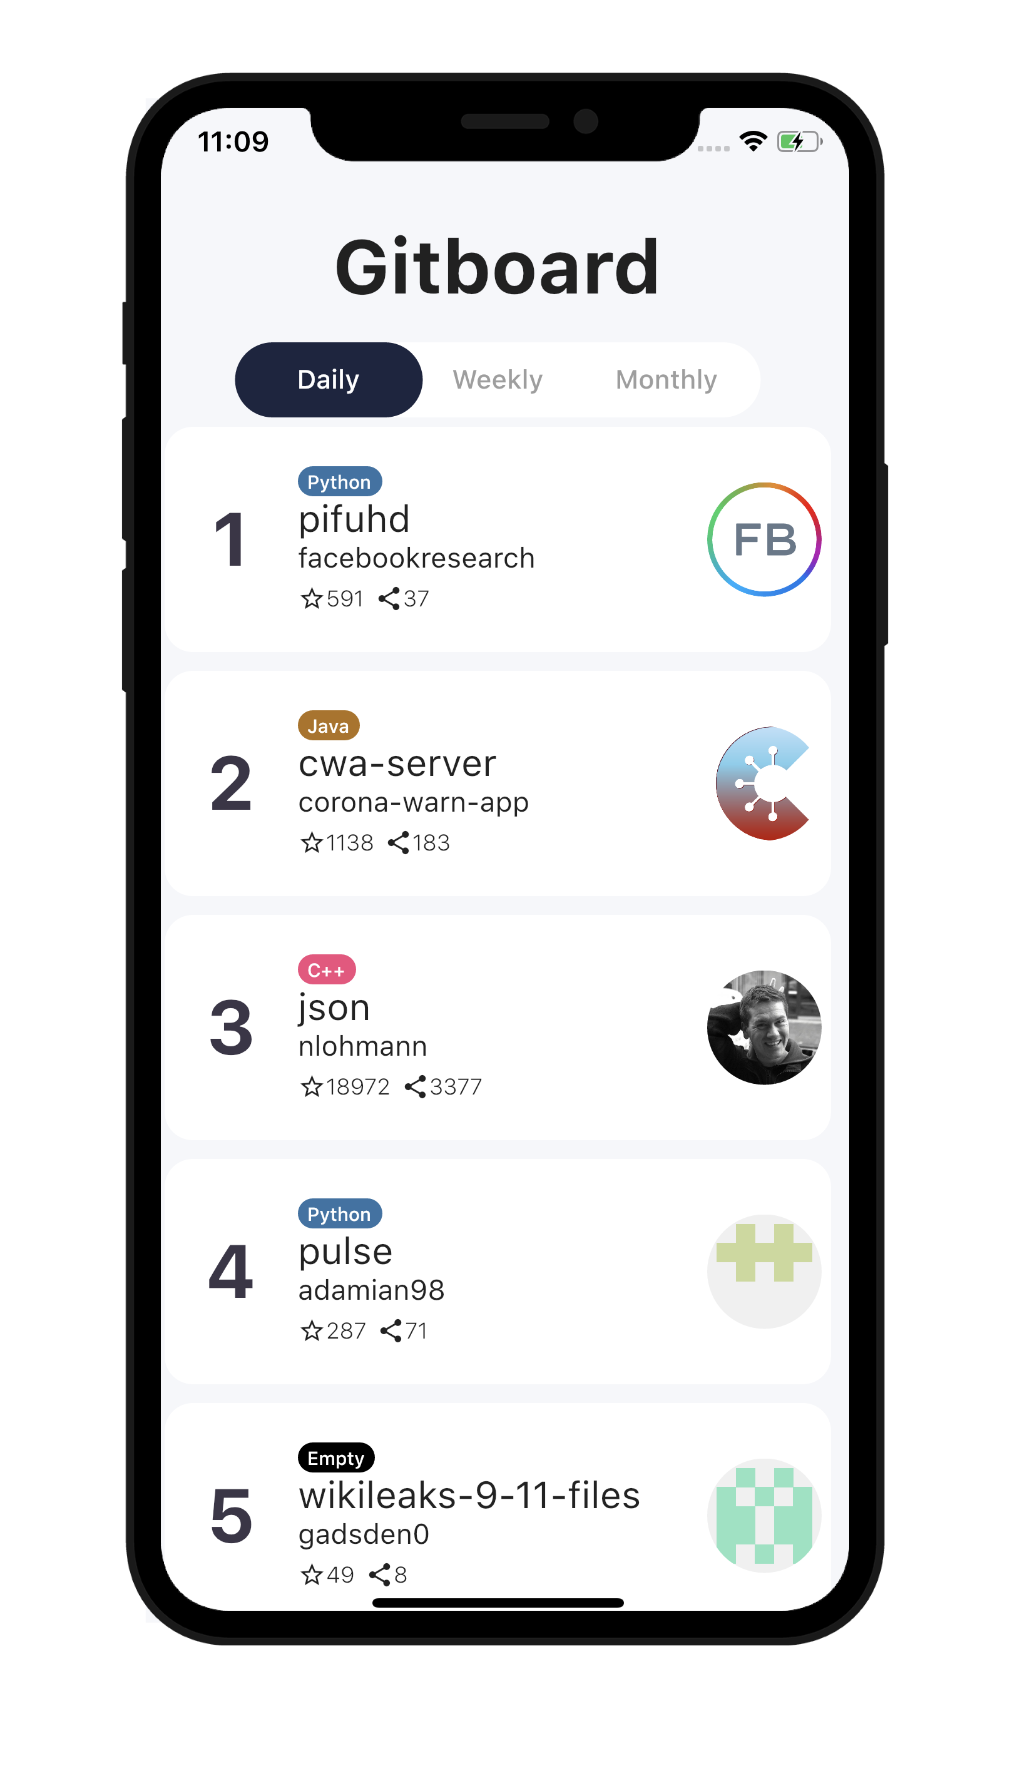 11:09
Gitboard
Daily Weekly Monthly
Python
1
pifuhd
facebookresearch
591 37
FB
Java
2
cwa-server
corona-warn-app
1138 183
C++
3
json
nlohmann
18972 3377
Python
4
pulse
adamian98
287 71
Empty
5
wikileaks-9-11-files
gadsden0
49 8